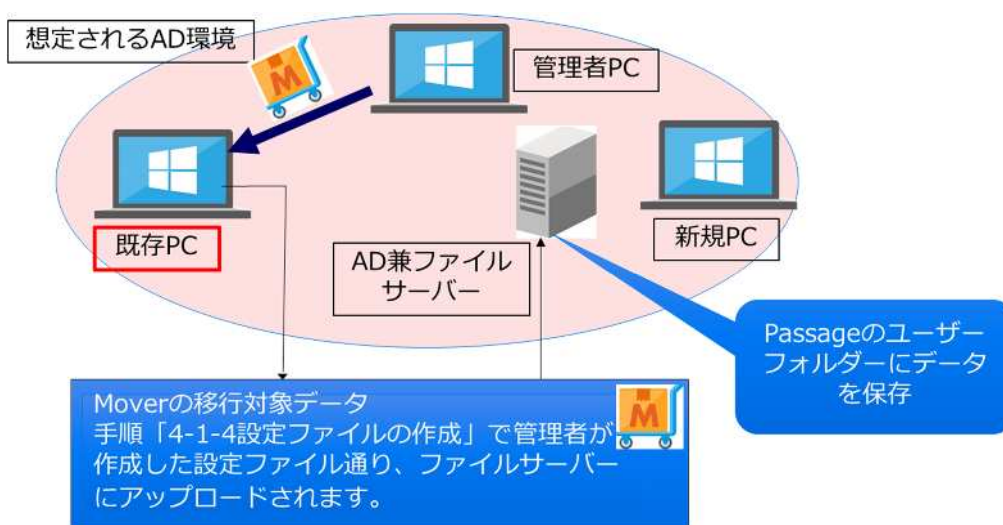 想定されるAD環境
M
管理者PC
既存PC
AD兼ファイル
サーバー
新規PC
Passageのユーザー
フォルダーにデータ
を保存
Moverの移行対象データ
手順「4-1-4設定ファイルの作成」で管理者が
作成した設定ファイル通り、ファイルサーバー
にアップロードされます。
M